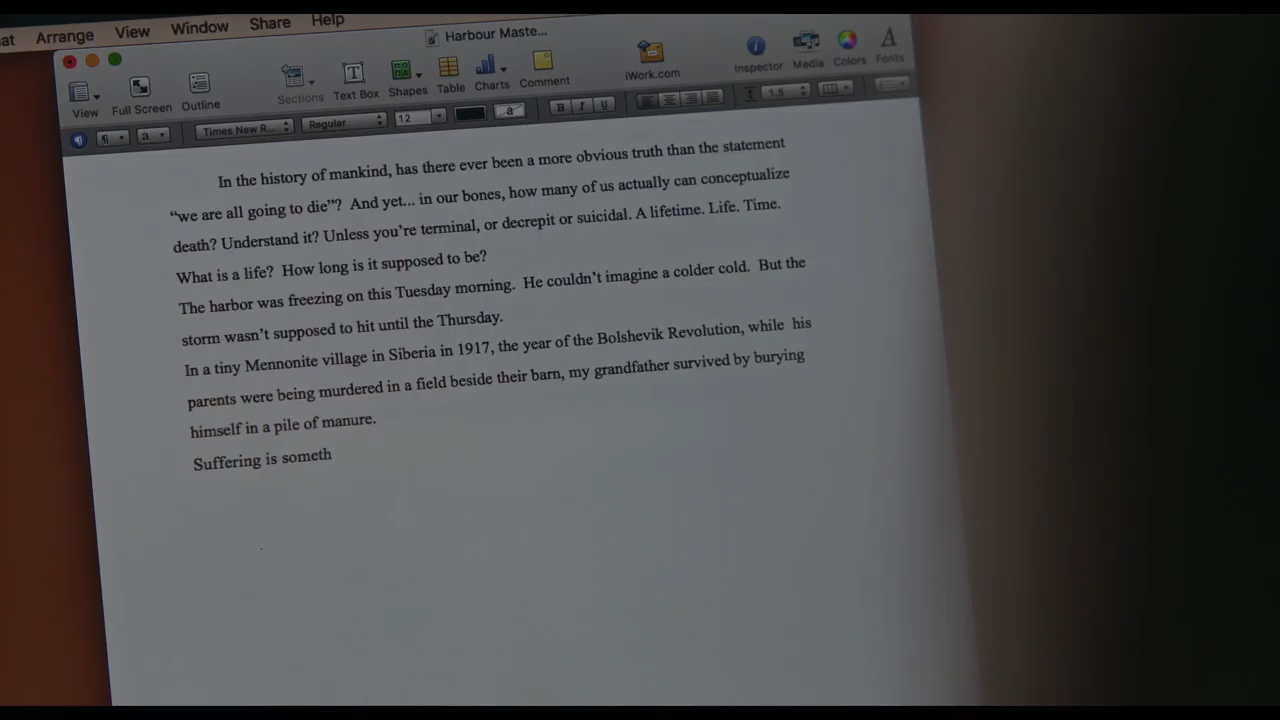 at Arrange View Window Share Help
Harbour Maste...
View Full Screen Outline Sections Text Box Shapes Table Charts Comment iWork.com Inspector Media Colors Fonts
¶ ¶ a Times New R... Regular 12 a B I U 1.5
In the history of mankind, has there ever been a more obvious truth than the statement
“we are all going to die”?  And yet... in our bones, how many of us actually can conceptualize
death? Understand it? Unless you’re terminal, or decrepit or suicidal. A lifetime. Life. Time.
What is a life?  How long is it supposed to be?
The harbor was freezing on this Tuesday morning.  He couldn’t imagine a colder cold.  But the
storm wasn’t supposed to hit until the Thursday.
In a tiny Mennonite village in Siberia in 1917, the year of the Bolshevik Revolution, while  his
parents were being murdered in a field beside their barn, my grandfather survived by burying
himself in a pile of manure.
Suffering is someth